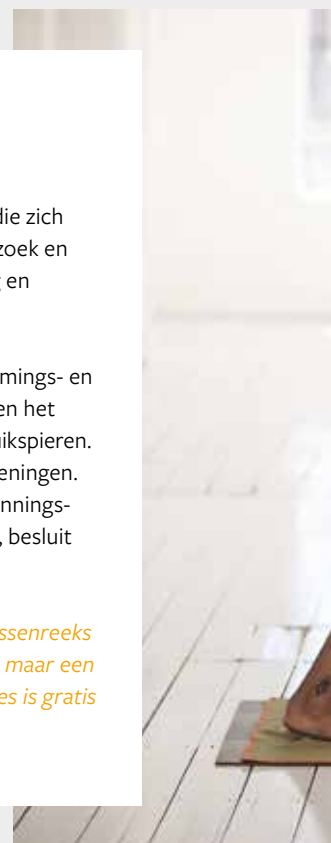 die zich
zoek en
en
mings- en
en het
ikspieren.
eningen.
nnings-
, besluit
ssenreeks
maar een
es is gratis